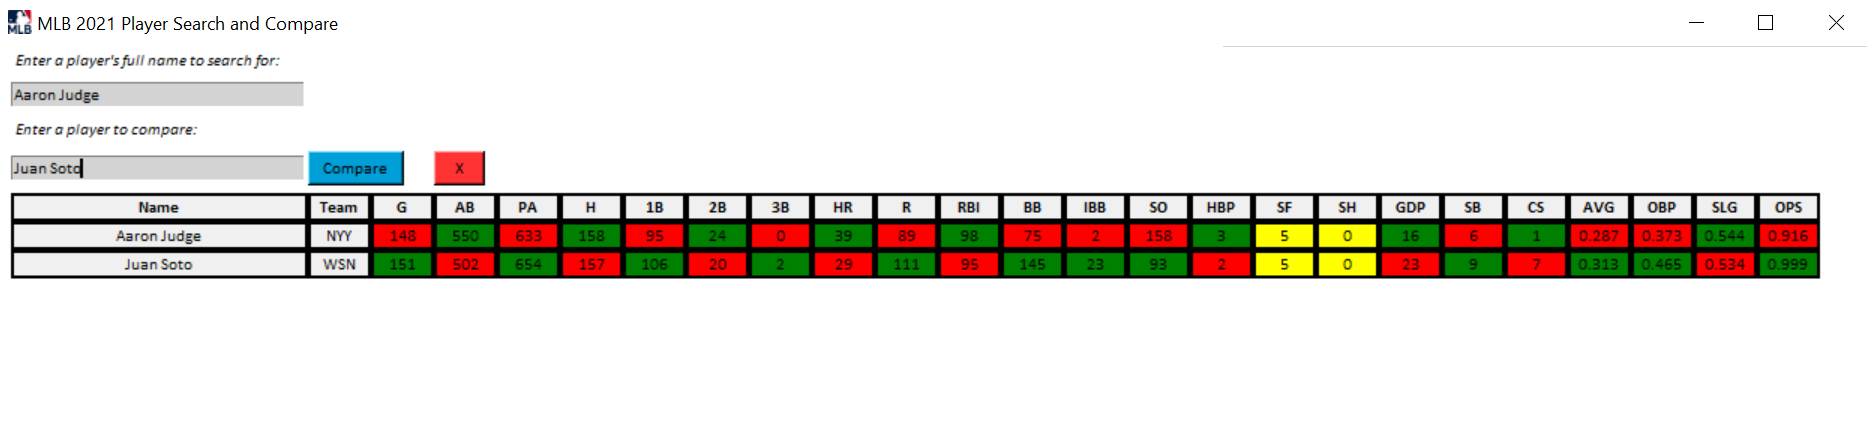 MLB MLB 2021 Player Search and Compare
Enter a player's full name to search for:
Aaron Judge
Enter a player to compare:
Juan Soto Compare X
Name Team G AB PA H 1B 2B 3B HR R RBI BB IBB SO HBP SF SH GDP SB CS AVG OBP SLG OPS
Aaron Judge NYY 148 550 633 158 95 24 0 39 89 98 75 2 158 3 5 0 16 6 1 0.287 0.373 0.544 0.916
Juan Soto WSN 151 502 654 157 106 20 2 29 111 95 145 23 93 2 5 0 23 9 7 0.313 0.465 0.534 0.999